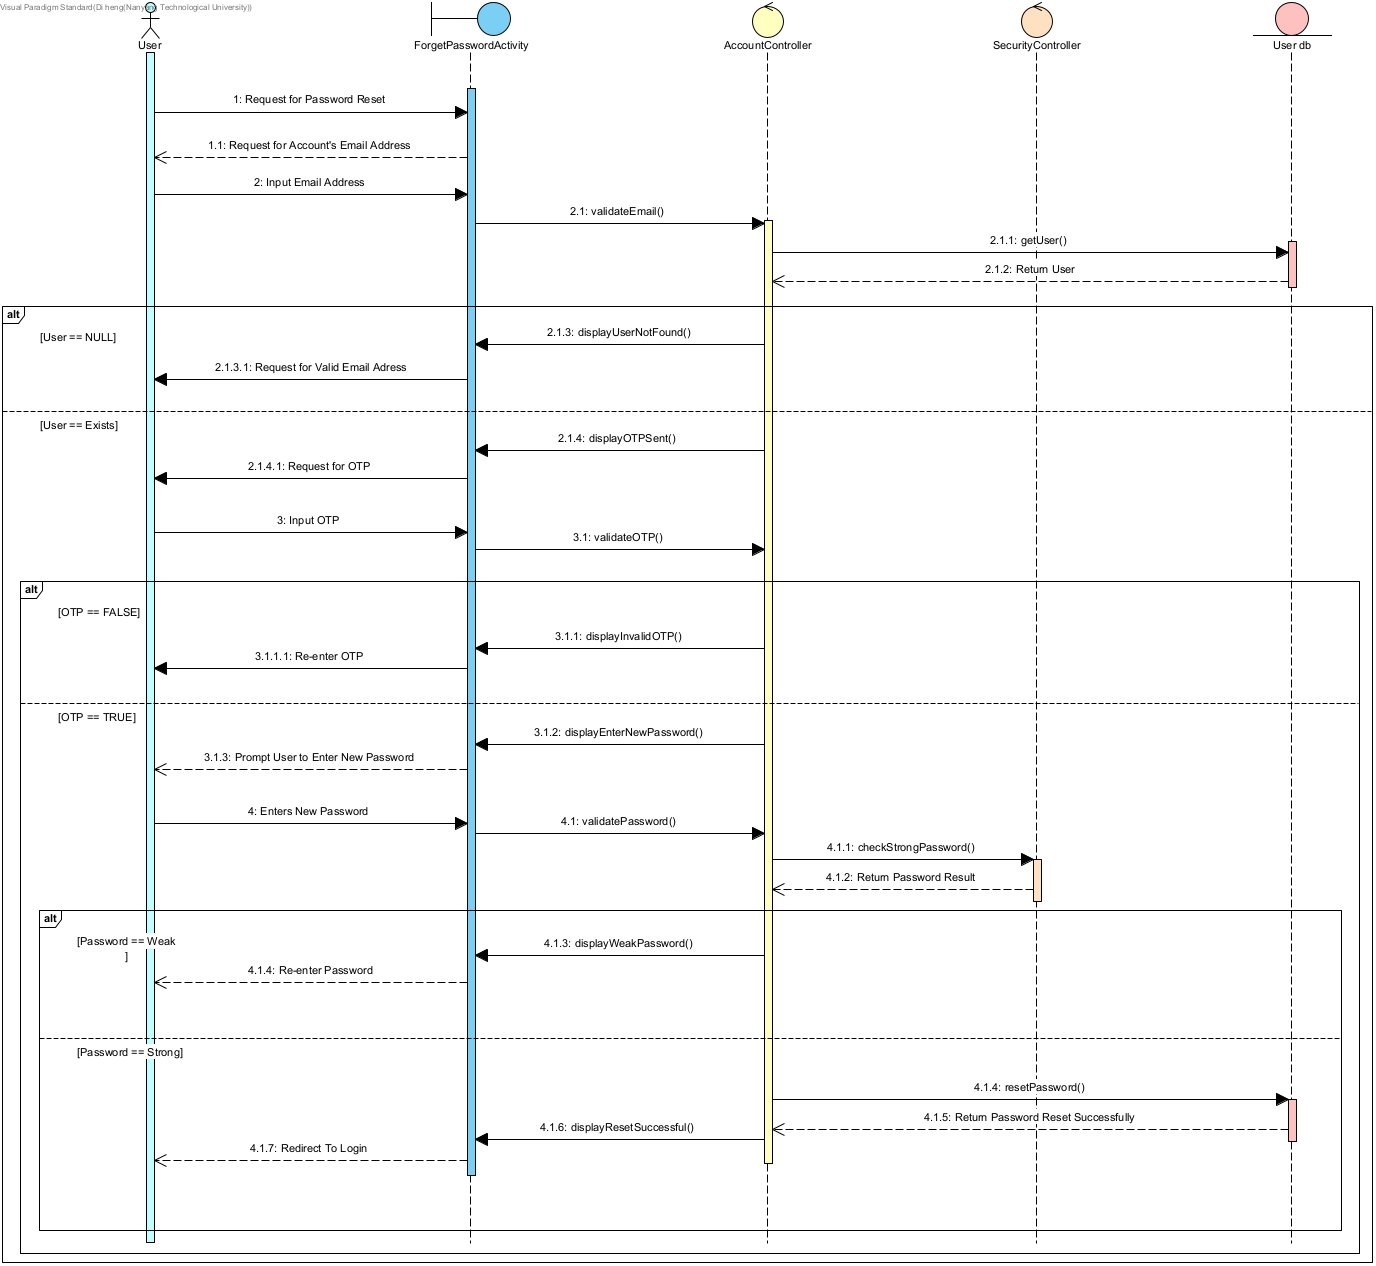 Visual Paradigm Standard(Di heng(Nanyang Technological University))
User
ForgetPasswordActivity
AccountController
SecurityController
User db
1: Request for Password Reset
1.1: Request for Account's Email Address
2: Input Email Address
2.1: validateEmail()
2.1.1: getUser()
2.1.2: Return User
alt
[User == NULL]
2.1.3: displayUserNotFound()
2.1.3.1: Request for Valid Email Adress
[User == Exists]
2.1.4: displayOTPSent()
2.1.4.1: Request for OTP
3: Input OTP
3.1: validateOTP()
alt
[OTP == FALSE]
3.1.1: displayInvalidOTP()
3.1.1.1: Re-enter OTP
[OTP == TRUE]
3.1.2: displayEnterNewPassword()
3.1.3: Prompt User to Enter New Password
4: Enters New Password
4.1: validatePassword()
4.1.1: checkStrongPassword()
4.1.2: Return Password Result
alt
[Password == Weak
]
4.1.3: displayWeakPassword()
4.1.4: Re-enter Password
[Password == Strong]
4.1.4: resetPassword()
4.1.5: Return Password Reset Successfully
4.1.6: displayResetSuccessful()
4.1.7: Redirect To Login